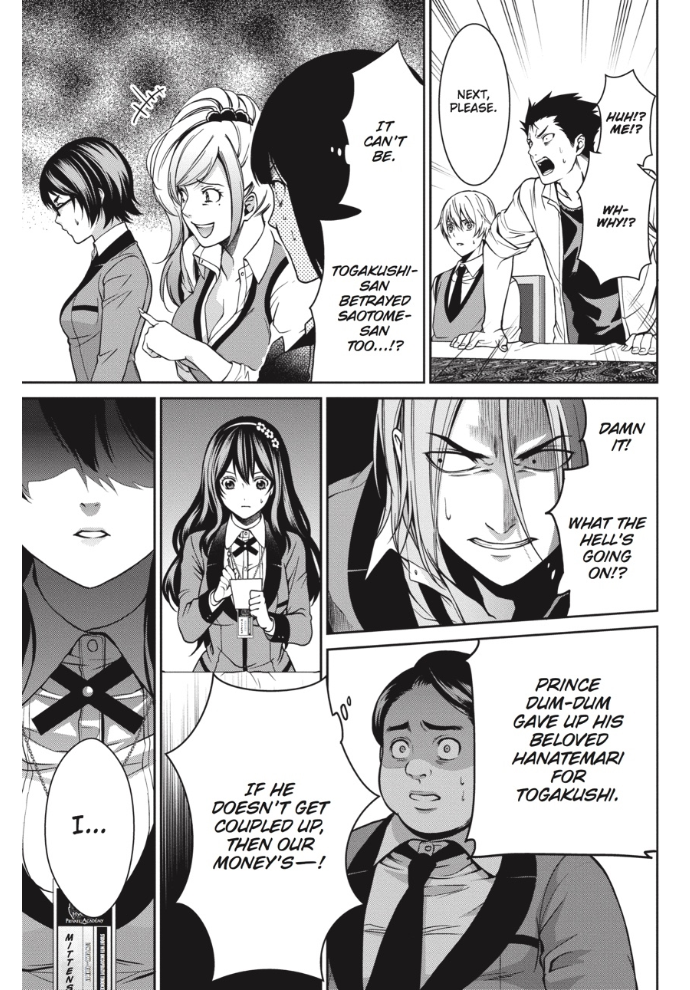 HUH!?
ME!?
WH-
WHY!?
NEXT,
PLEASE.
IT
CAN'T
BE.
TOGAKUSHI-
SAN
BETRAYED
SAOTOME-
SAN
TOO...!?
DAMN
IT!
WHAT THE
HELL'S
GOING
ON!?
PRINCE
DUM-DUM
GAVE UP HIS
BELOVED
HANATEMARI
FOR
TOGAKUSHI.
IF HE
DOESN'T GET
COUPLED UP,
THEN OUR
MONEY'S—!
I...
PRIVATE ACADEMY
MITTENS